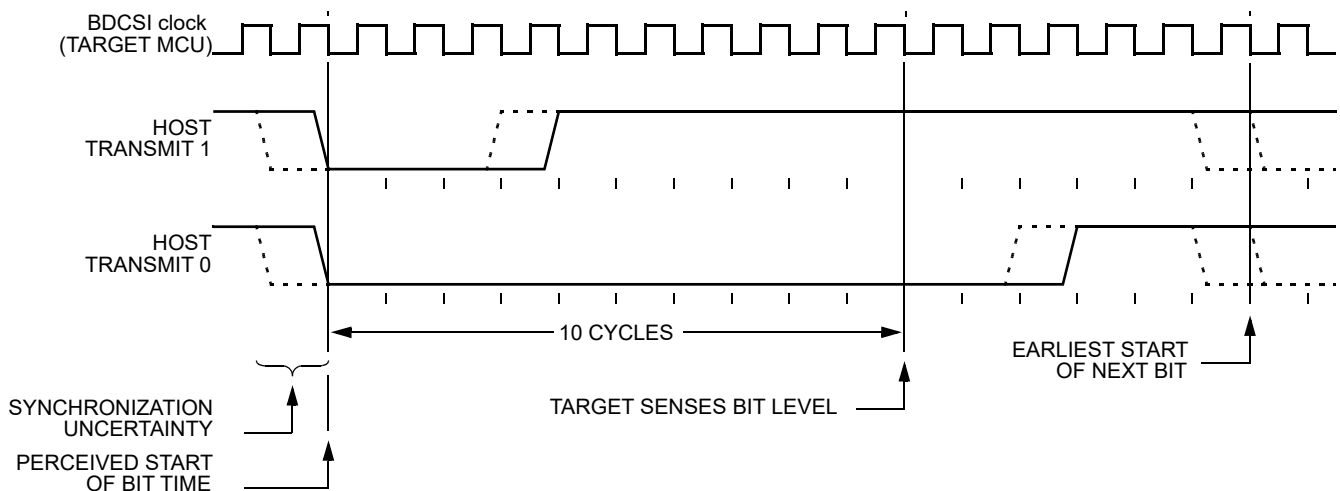 BDCSI clock
(TARGET MCU)
HOST
TRANSMIT 1
HOST
TRANSMIT 0
10 CYCLES
EARLIEST START
OF NEXT BIT
TARGET SENSES BIT LEVEL
SYNCHRONIZATION
UNCERTAINTY
PERCEIVED START
OF BIT TIME